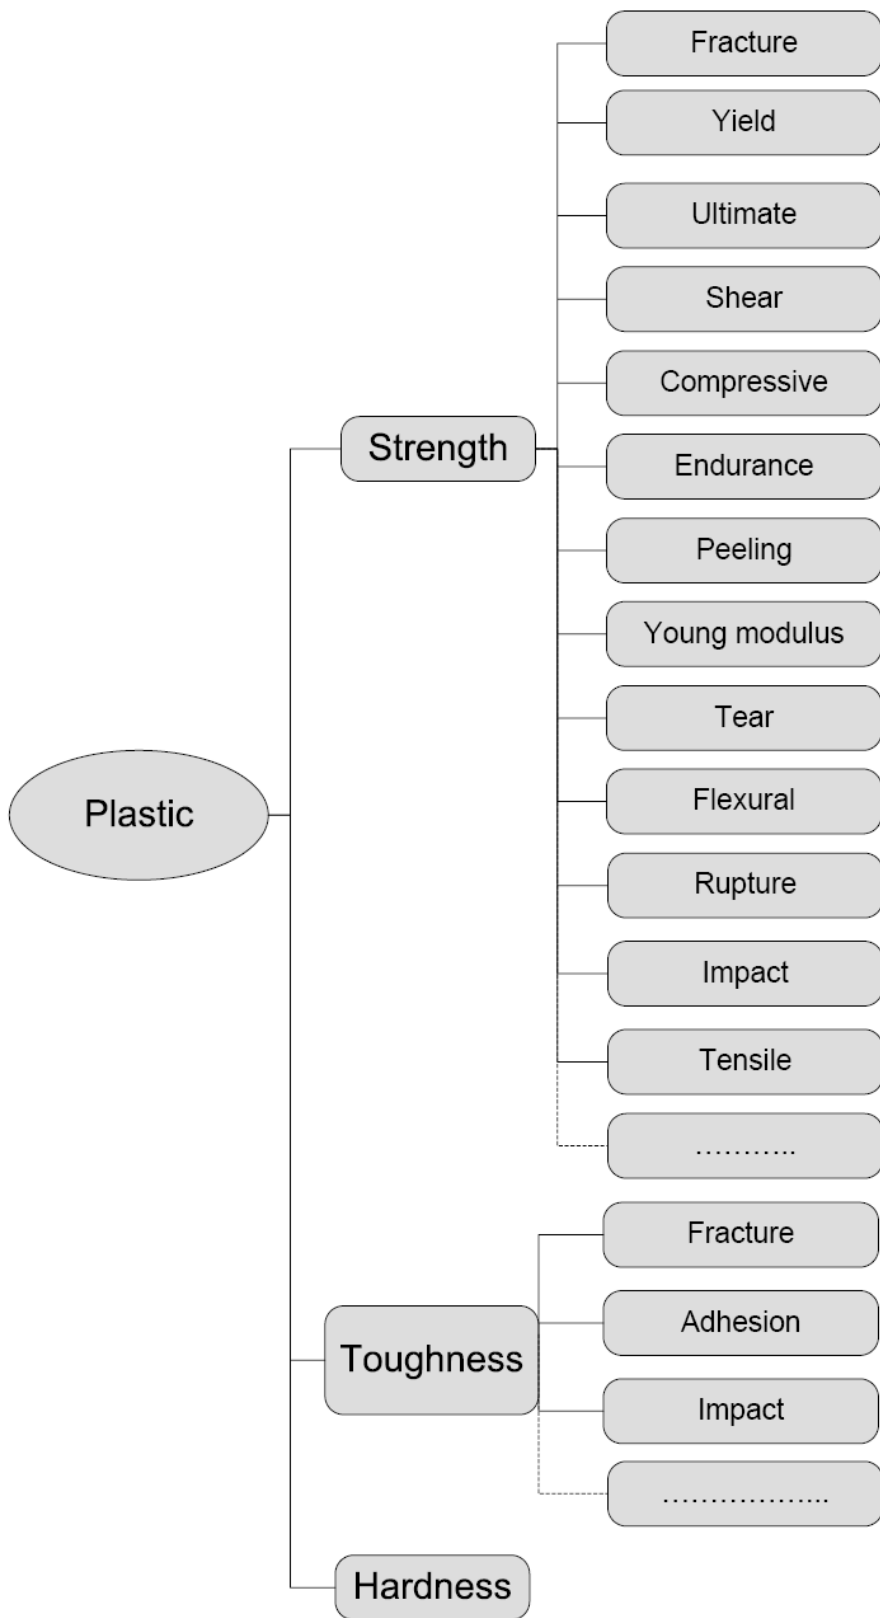 Fracture
Yield
Ultimate
Shear
Compressive
Strength
Endurance
Peeling
Young modulus
Tear
Plastic
Flexural
Rupture
Impact
Tensile
………..
Fracture
Adhesion
Toughness
Impact
………………..
Hardness